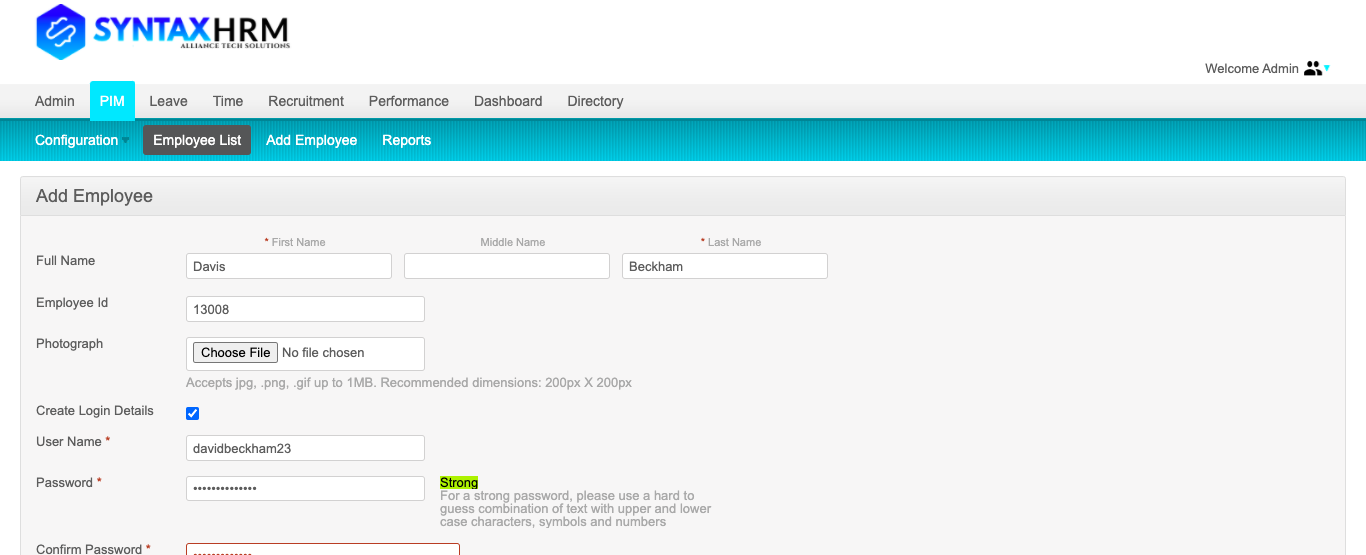 SYNTAXHRM
ALLIANCE TECH SOLUTIONS
Welcome Admin
Admin PIM Leave Time Recruitment Performance Dashboard Directory
Configuration Employee List Add Employee Reports
Add Employee
* First Name Middle Name * Last Name
Full Name Davis Beckham
Employee Id 13008
Photograph Choose File No file chosen
Accepts jpg, .png, .gif up to 1MB. Recommended dimensions: 200px X 200px
Create Login Details
User Name * davidbeckham23
Password * •••••••••••••• Strong
For a strong password, please use a hard to
guess combination of text with upper and lower
case characters, symbols and numbers
Confirm Password *